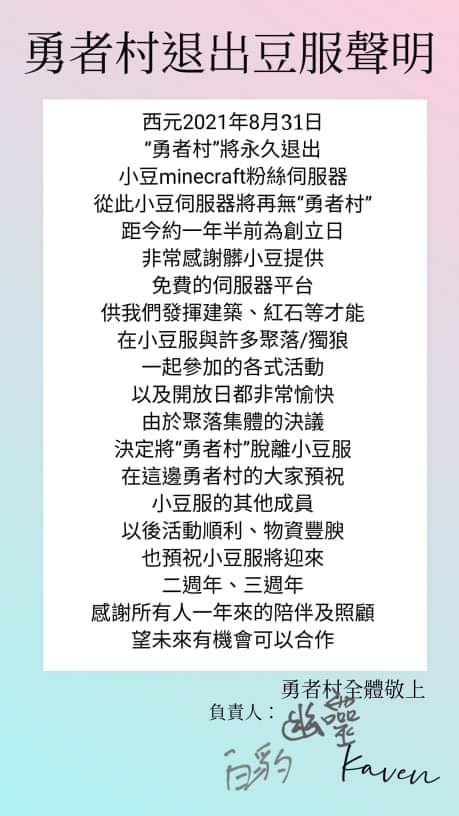 勇者村退出豆服聲明
西元2021年8月31日
“勇者村”將永久退出
小豆minecraft粉絲伺服器
從此小豆伺服器將再無“勇者村”
距今約一年半前為創立日
非常感謝髒小豆提供
免費的伺服器平台
供我們發揮建築、紅石等才能
在小豆服與許多聚落/獨狼
一起參加的各式活動
以及開放日都非常愉快
由於聚落集體的決議
決定將“勇者村”脫離小豆服
在這邊勇者村的大家預祝
小豆服的其他成員
以後活動順利、物資豐腴
也預祝小豆服將迎來
二週年、三週年
感謝所有人一年來的陪伴及照顧
望未來有機會可以合作
勇者村全體敬上
負責人：幽靈
白豹 Kaven